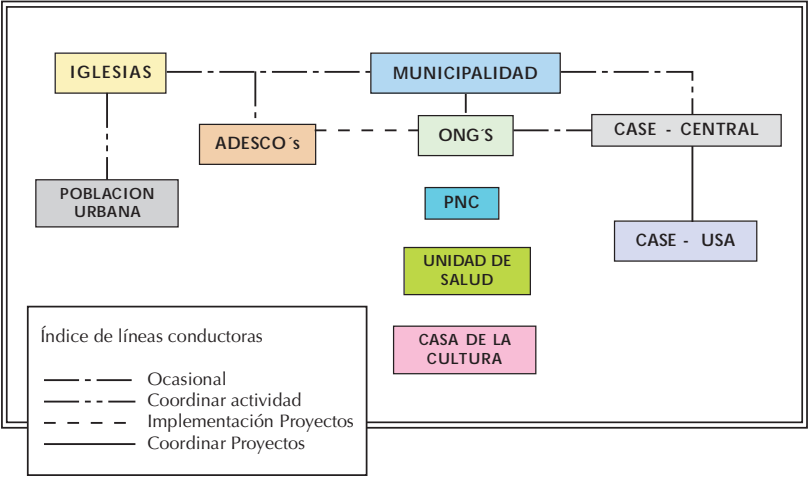 IGLESIAS
MUNICIPALIDAD
ADESCO´s
ONG´S
CASE - CENTRAL
POBLACION
URBANA
PNC
CASE - USA
UNIDAD DE
SALUD
CASA DE LA
CULTURA
Índice de líneas conductoras
Ocasional
Coordinar actividad
Implementación Proyectos
Coordinar Proyectos